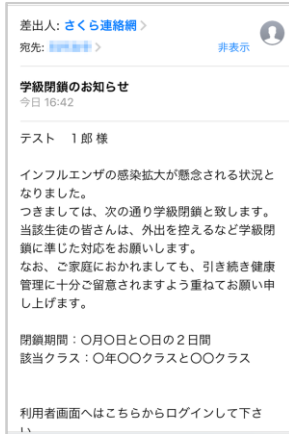 差出人: さくら連絡網
宛先:
非表示
学級閉鎖のお知らせ
今日 16:42
テスト　1郎 様
インフルエンザの感染拡大が懸念される状況と
なりました。
つきましては、次の通り学級閉鎖と致します。
当該生徒の皆さんは、外出を控えるなど学級閉
鎖に準じた対応をお願いします。
なお、ご家庭におかれましても、引き続き健康
管理に十分ご留意されますよう重ねてお願い申
し上げます。
閉鎖期間：〇月〇日と〇日の２日間
該当クラス：〇年〇〇クラスと〇〇クラス
利用者画面へはこちらからログインして下さ
い